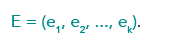 E = (e₁, e₂, ..., eₖ).